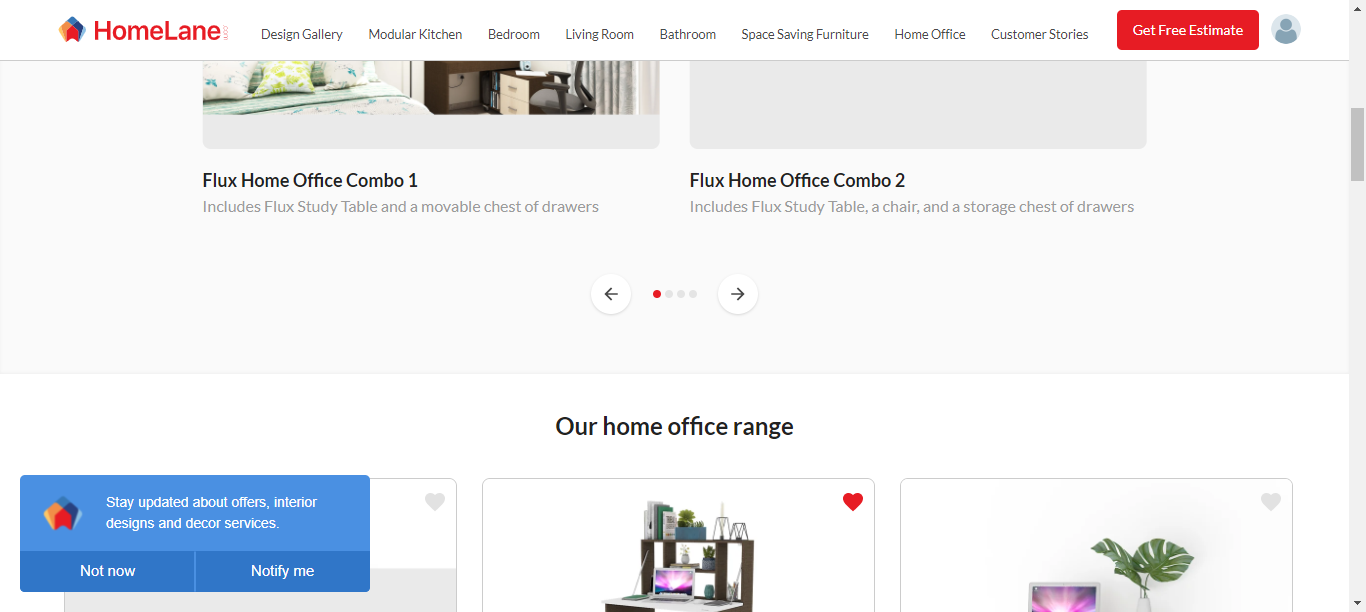 HomeLane
Design Gallery
Modular Kitchen
Bedroom
Living Room
Bathroom
Space Saving Furniture
Home Office
Customer Stories
Get Free Estimate
Flux Home Office Combo 1
Includes Flux Study Table and a movable chest of drawers
Flux Home Office Combo 2
Includes Flux Study Table, a chair, and a storage chest of drawers
Our home office range
Stay updated about offers, interior
designs and decor services.
Not now
Notify me